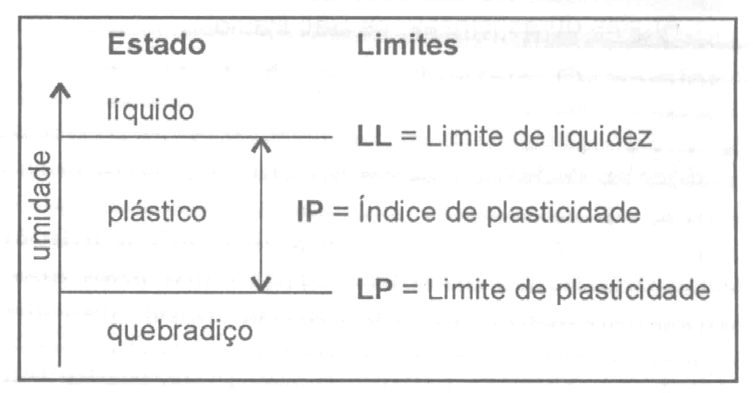 Estado Limites
líquido
LL = Limite de liquidez
umidade
plástico
IP = Índice de plasticidade
LP = Limite de plasticidade
quebradiço